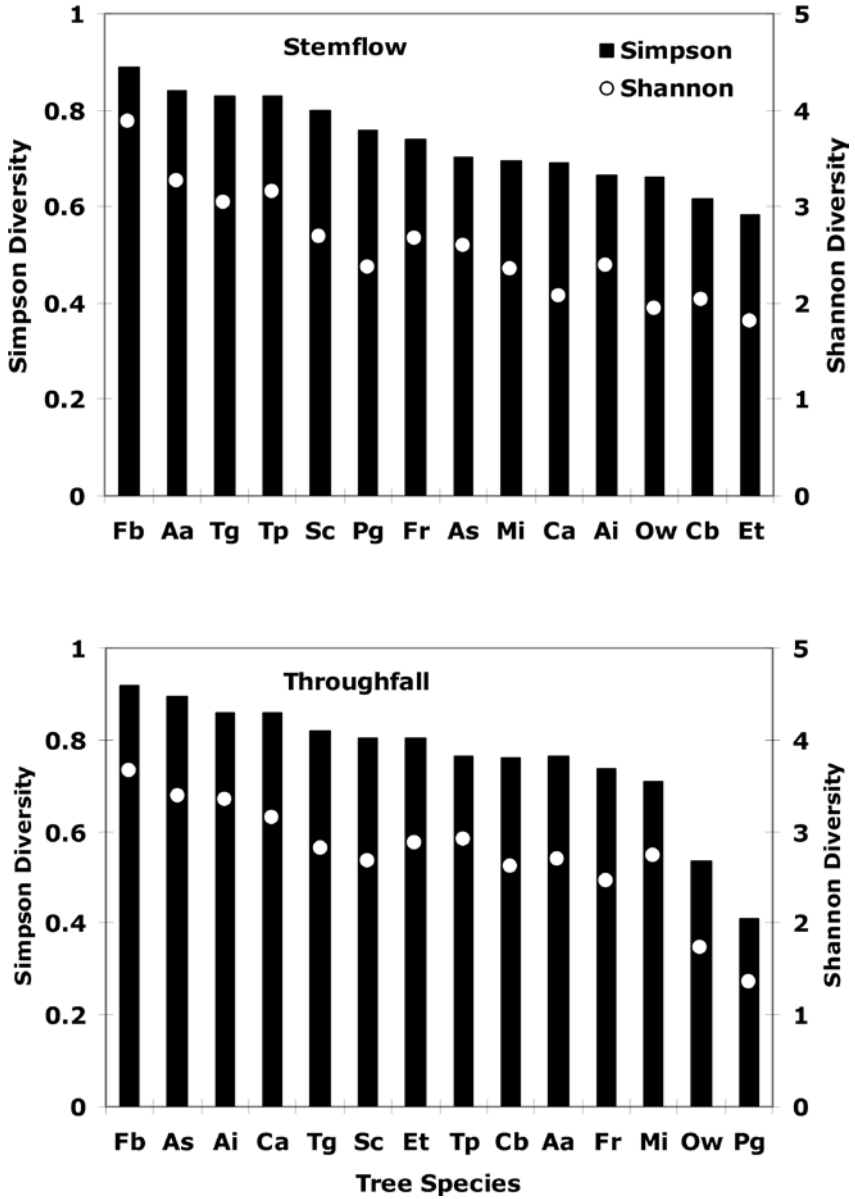 Stemflow
Simpson
Shannon
1
0.8
0.6
0.4
0.2
0
Simpson Diversity
5
4
3
2
1
0
Shannon Diversity
Fb Aa Tg Tp Sc Pg Fr As Mi Ca Ai Ow Cb Et
Throughfall
1
0.8
0.6
0.4
0.2
0
Simpson Diversity
5
4
3
2
1
0
Shannon Diversity
Fb As Ai Ca Tg Sc Et Tp Cb Aa Fr Mi Ow Pg
Tree Species